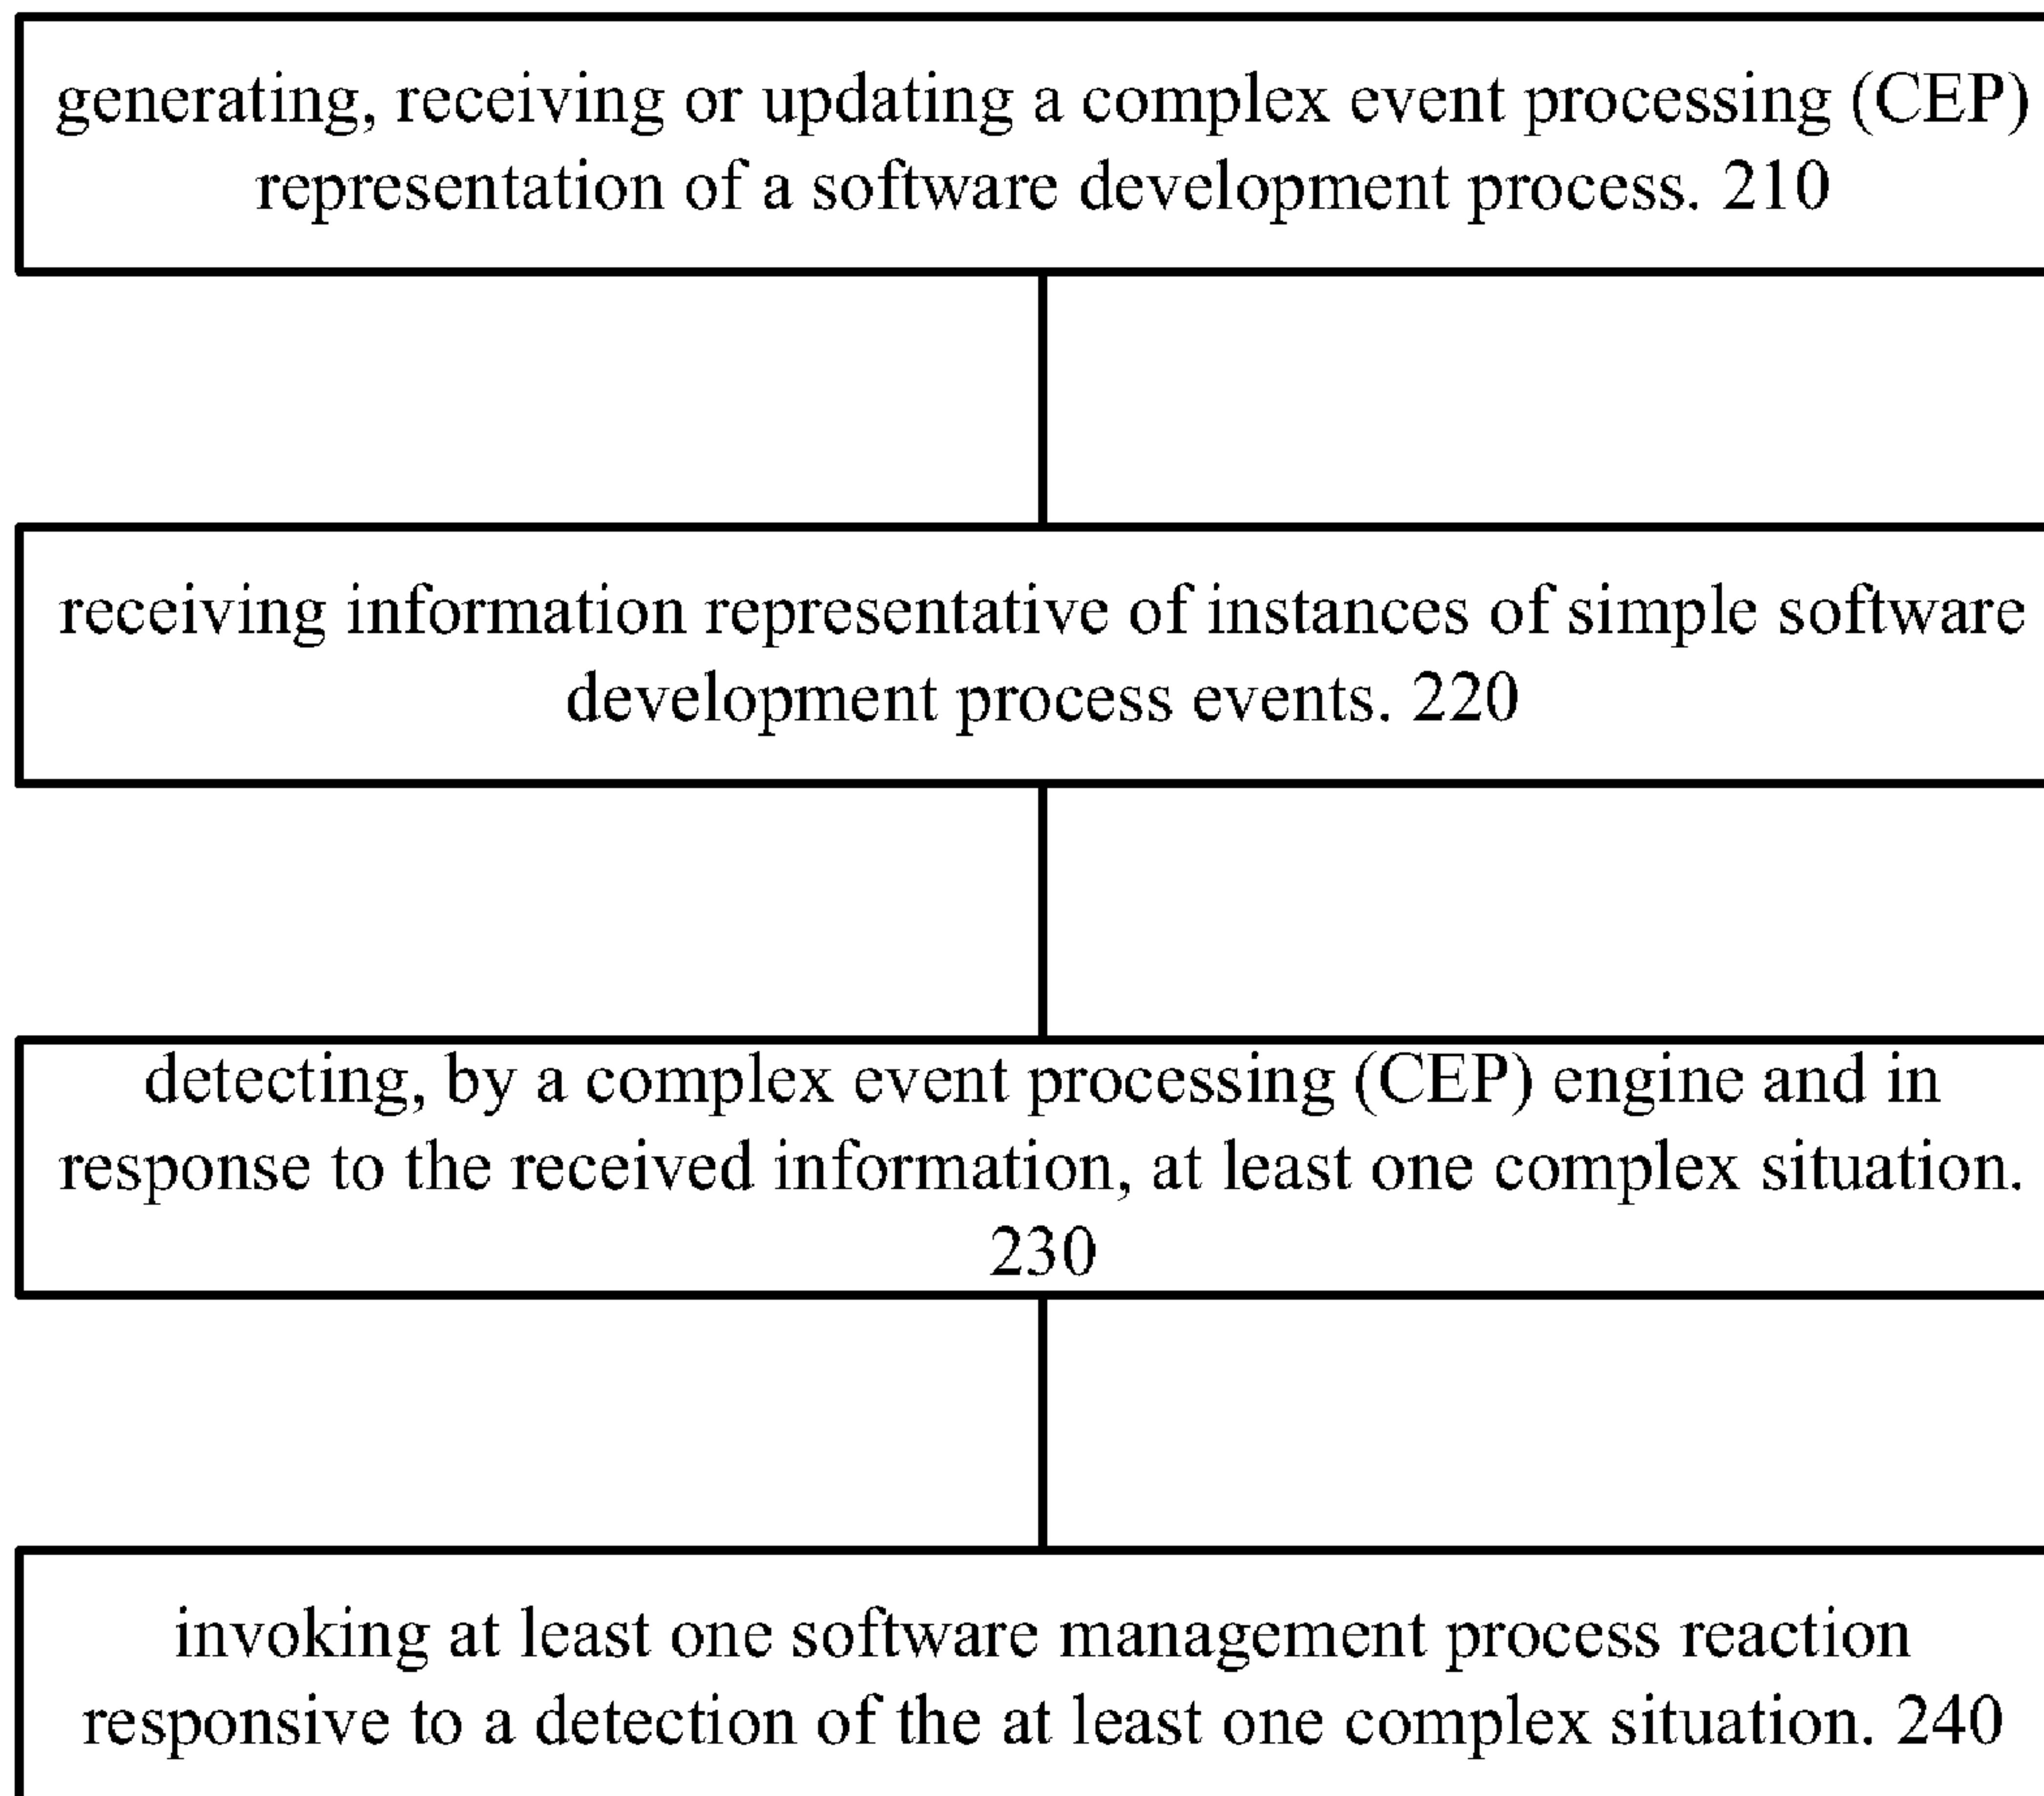 generating, receiving or updating a complex event processing (CEP)
representation of a software development process. 210
receiving information representative of instances of simple software
development process events. 220
detecting, by a complex event processing (CEP) engine and in
response to the received information, at least one complex situation.
230
invoking at least one software management process reaction
responsive to a detection of the at least one complex situation. 240